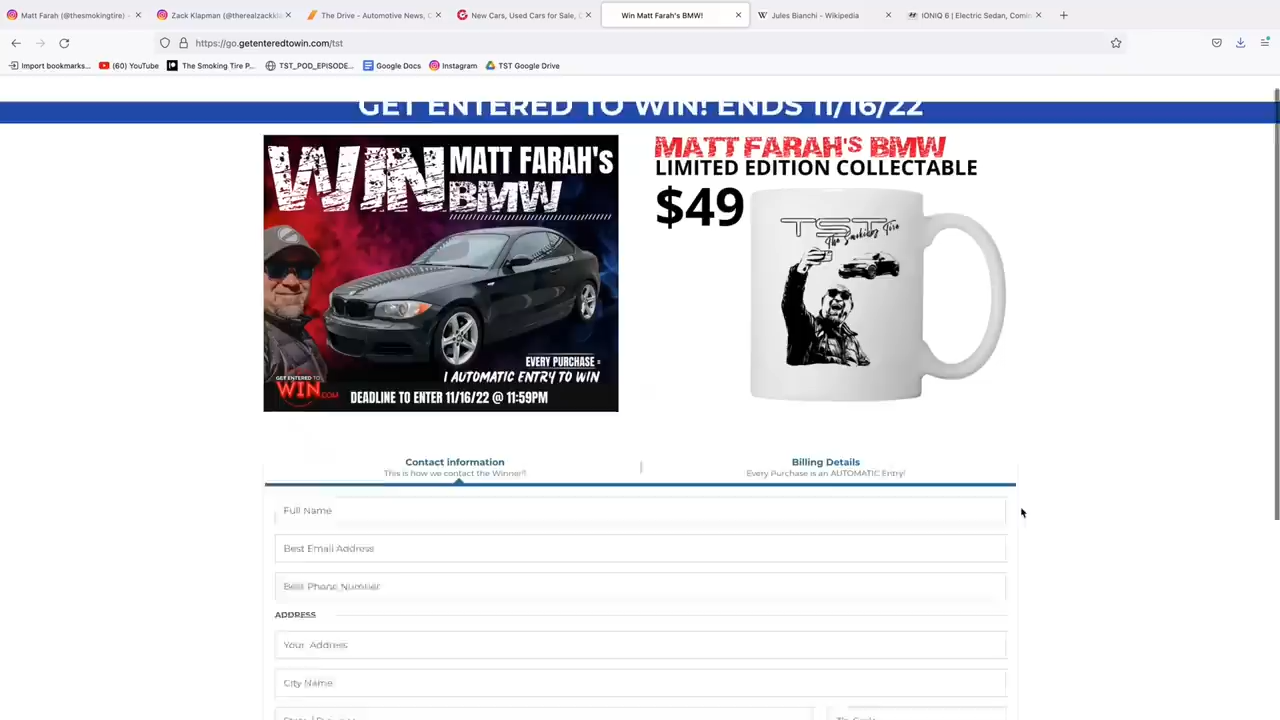 Matt Farah (@thesmokingtire) -
Zack Klapman (@therealzackkla
The Drive - Automotive News, C
New Cars, Used Cars for Sale, C
Win Matt Farah's BMW!
Jules Bianchi - Wikipedia
IONIQ 6 | Electric Sedan, Comin
https://go.getenteredtowin.com/tst
Import bookmarks...
(60) YouTube
The Smoking Tire P...
TST_POD_EPISODE...
Google Docs
Instagram
TST Google Drive
GET ENTERED TO WIN! ENDS 11/16/22
WIN MATT FARAH's
BMW
EVERY PURCHASE =
1 AUTOMATIC ENTRY TO WIN
GET ENTERED TO
WIN.COM
DEADLINE TO ENTER 11/16/22 @ 11:59PM
MATT FARAH'S BMW
LIMITED EDITION COLLECTABLE
$49
TST
The Smoking Tire
Contact information
This is how we contact the Winner!!
Billing Details
Every Purchase is an AUTOMATIC Entry!
Full Name
Best Email Address
Best Phone Number
ADDRESS
Your Address
City Name
State / Province
Zip Code